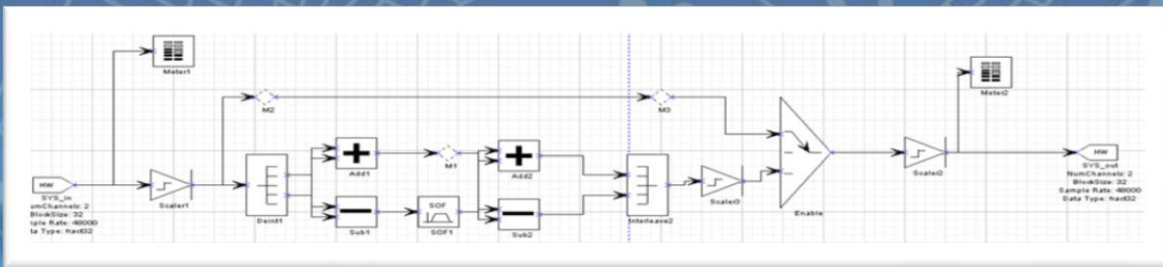 Meter1
Meter2
M2
M3
HW
SYS_in
umChannels: 2
BlockSize: 32
ple Rate: 48000
ta Type: fract32
Scaler1
Deint1
Add1
M1
Add2
Sub1
SOF
SOF1
Sub2
Interleave2
Scaler3
Enable
Scaler2
HW
SYS_out
NumChannels: 2
BlockSize: 32
Sample Rate: 48000
Data Type: fract32